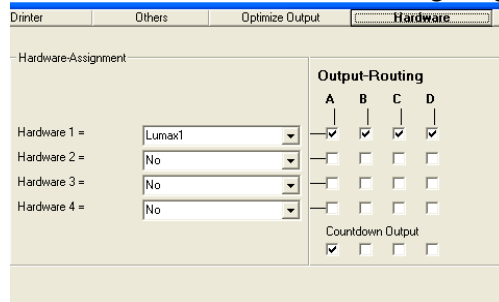 Drinter Others Optimize Output Hardware
Hardware-Assignment
Output-Routing
A B C D
Hardware 1 = Lumax1
Hardware 2 = No
Hardware 3 = No
Hardware 4 = No
Countdown Output